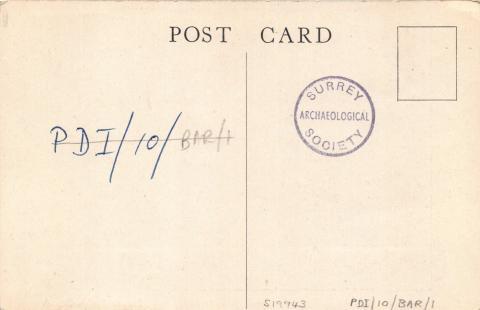 POST CARD
SURREY
ARCHAEOLOGICAL
SOCIETY
PDI/10/BAR/1
519943
PDI/10/BAR/1